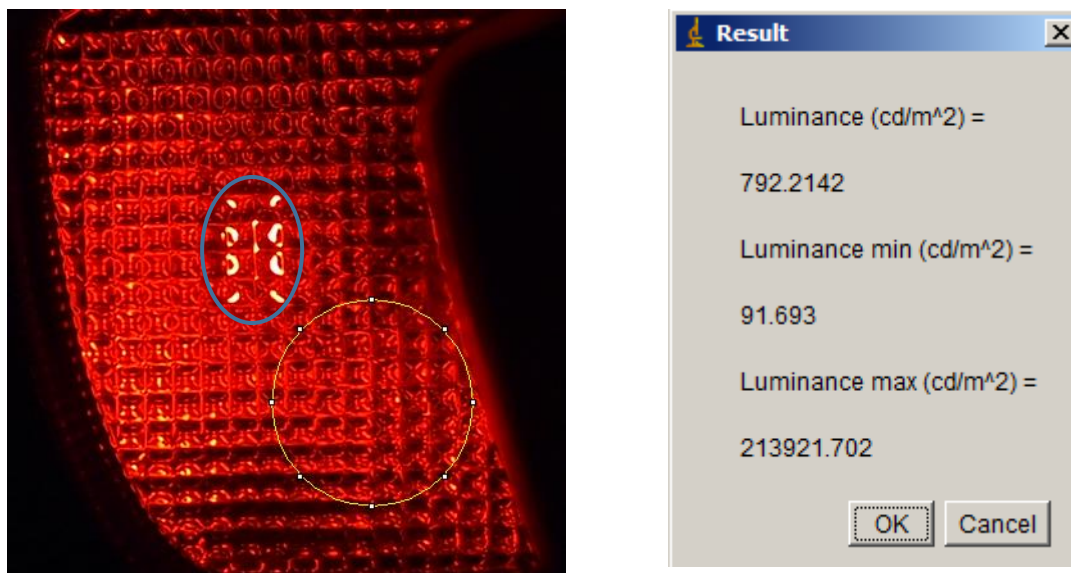 Result
Luminance (cd/m^2) =
792.2142
Luminance min (cd/m^2) =
91.693
Luminance max (cd/m^2) =
213921.702
OK Cancel